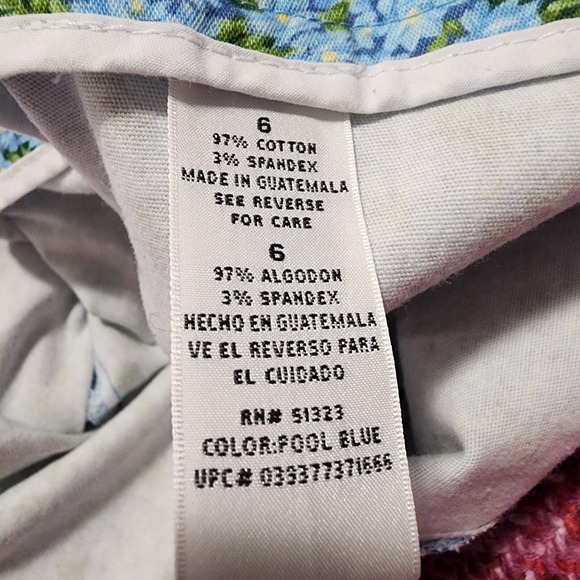 6
97% COTTON
3% SPANDEX
MADE IN GUATEMALA
SEE REVERSE
FOR CARE
6
97% ALGODON
3% SPANDEX
HECHO EN GUATEMALA
VE EL REVERSO PARA
EL CUIDADO
RN# 51323
COLOR:POOL BLUE
UPC# 039377371666